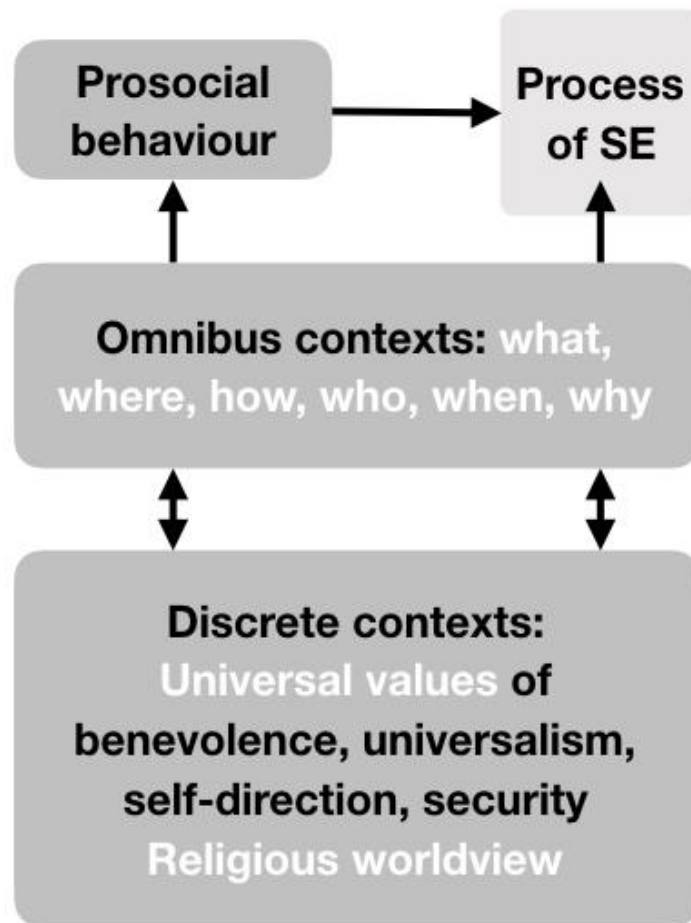 Prosocial
behaviour
Process
of SE
Omnibus contexts: what,
where, how, who, when, why
Discrete contexts:
Universal values of
benevolence, universalism,
self-direction, security
Religious worldview